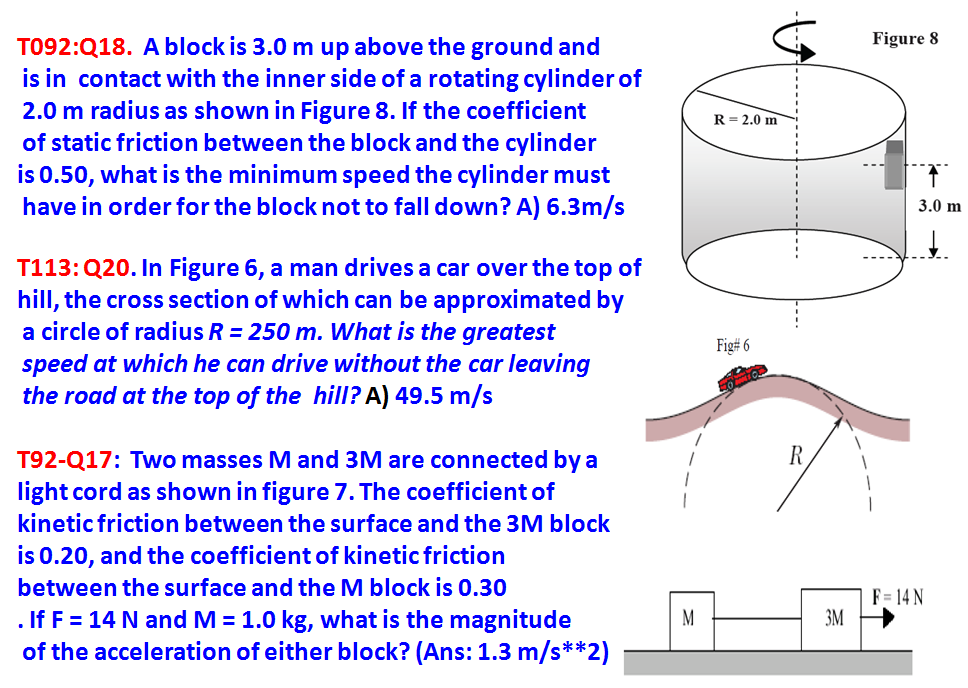 T092:Q18. A block is 3.0 m up above the ground and
is in contact with the inner side of a rotating cylinder of
2.0 m radius as shown in Figure 8. If the coefficient
of static friction between the block and the cylinder
is 0.50, what is the minimum speed the cylinder must
have in order for the block not to fall down? A) 6.3m/s
Figure 8
R = 2.0 m
3.0 m
T113: Q20. In Figure 6, a man drives a car over the top of
hill, the cross section of which can be approximated by
a circle of radius R = 250 m. What is the greatest
speed at which he can drive without the car leaving
the road at the top of the hill? A) 49.5 m/s
Fig# 6
R
T92-Q17: Two masses M and 3M are connected by a
light cord as shown in figure 7. The coefficient of
kinetic friction between the surface and the 3M block
is 0.20, and the coefficient of kinetic friction
between the surface and the M block is 0.30
. If F = 14 N and M = 1.0 kg, what is the magnitude
of the acceleration of either block? (Ans: 1.3 m/s**2)
F = 14 N
M
3M